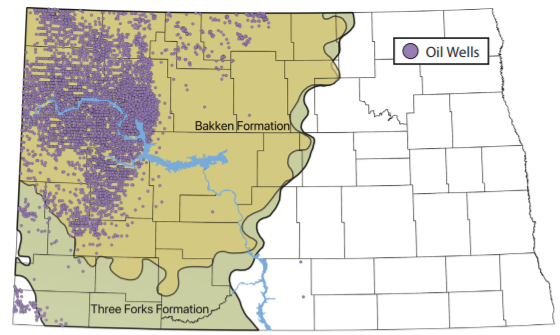 Oil Wells
Bakken Formation
Three Forks Formation